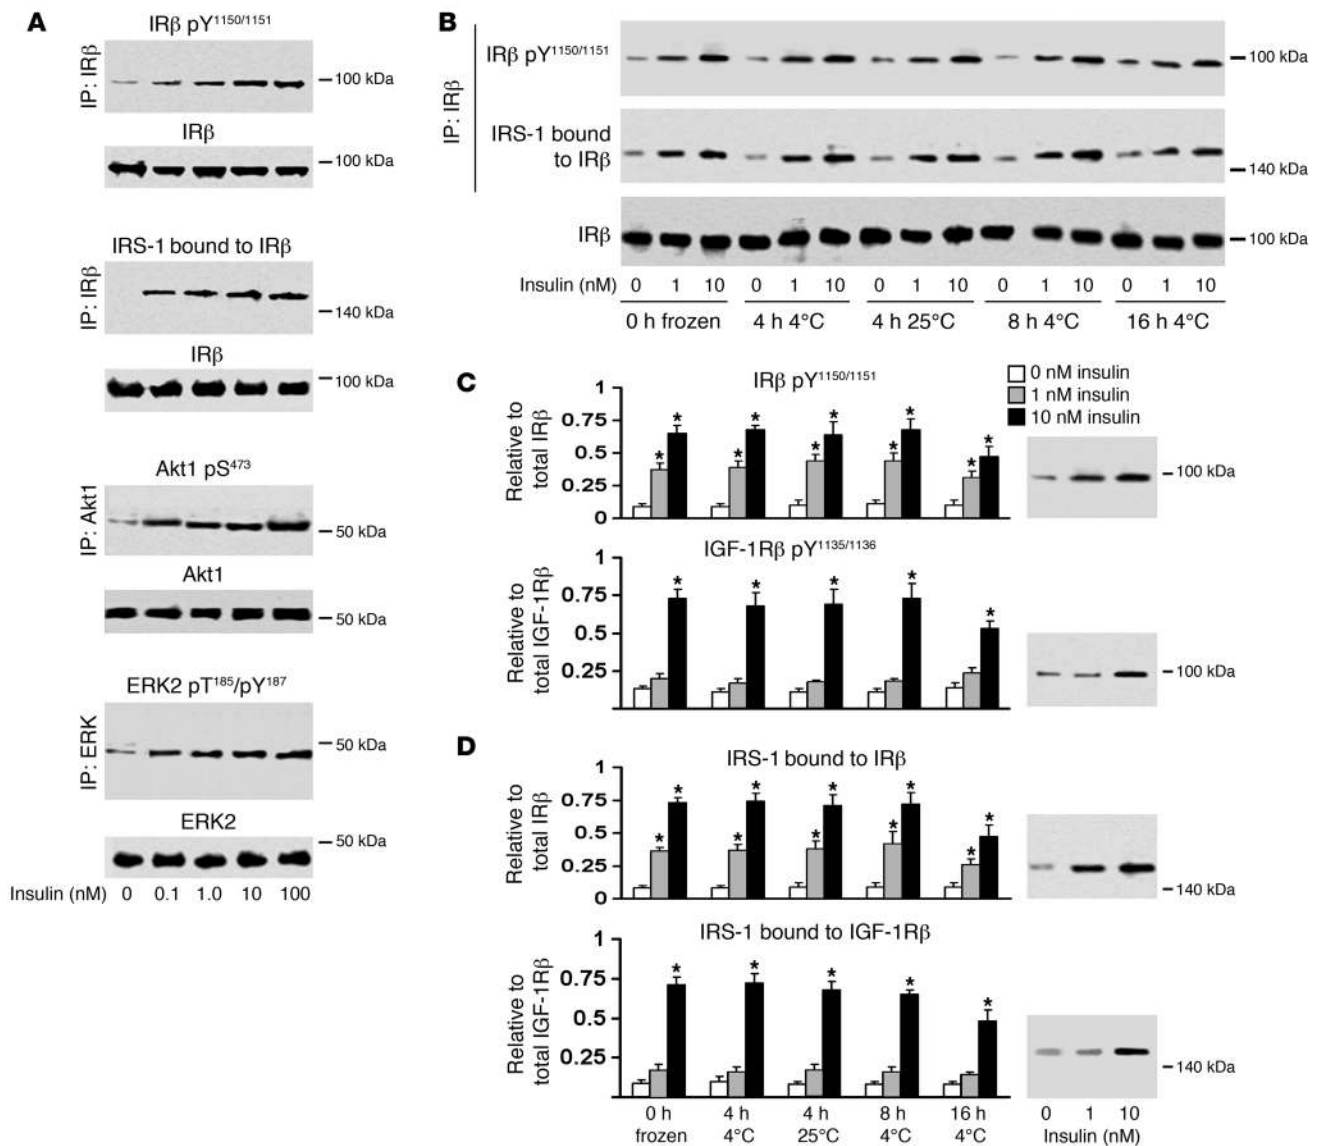 A
IRβ pY1150/1151
IP: IRβ
100 kDa
IRβ
100 kDa
IRS-1 bound to IRβ
IP: IRβ
140 kDa
IRβ
100 kDa
Akt1 pS473
IP: Akt1
50 kDa
Akt1
50 kDa
ERK2 pT185/pY187
IP: ERK
50 kDa
ERK2
50 kDa
Insulin (nM) 0 0.1 1.0 10 100
B
IP: IRβ
IRβ pY1150/1151
100 kDa
IRS-1 bound
to IRβ
140 kDa
IRβ
100 kDa
Insulin (nM) 0 1 10 0 1 10 0 1 10 0 1 10 0 1 10
0 h frozen 4 h 4°C 4 h 25°C 8 h 4°C 16 h 4°C
C
IRβ pY1150/1151
0 nM insulin
1 nM insulin
10 nM insulin
Relative to
total IRβ
1
0.75
0.5
0.25
0
* * * * * * * * * *
100 kDa
IGF-1Rβ pY1135/1136
Relative to
total IGF-1Rβ
1
0.75
0.5
0.25
* * * * *
100 kDa
D
IRS-1 bound to IRβ
Relative to
total IRβ
1
0.75
0.5
0.25
0
* * * * * * * * * *
140 kDa
IRS-1 bound to IGF-1Rβ
Relative to
total IGF-1Rβ
1
0.75
0.5
0.25
* * * * *
140 kDa
0 h 4 h 4 h 8 h 16 h
frozen 4°C 25°C 4°C 4°C
0 1 10
Insulin (nM)